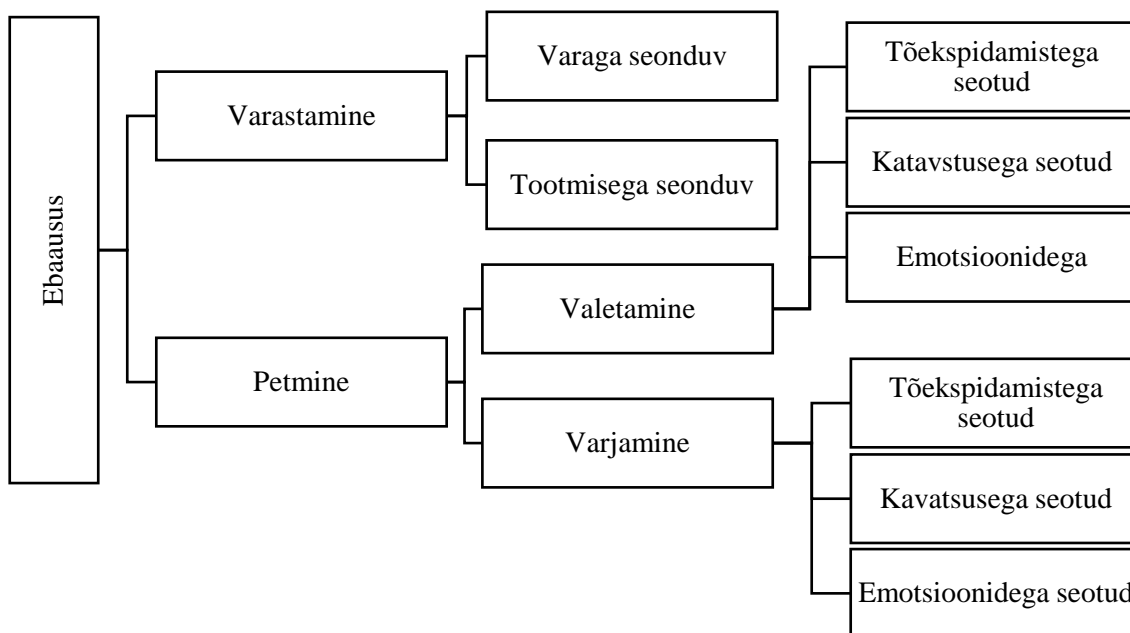 Ebaausus
Varastamine
Varaga seonduv
Tootmisega seonduv
Petmine
Valetamine
Tõekspidamistega
seotud
Katavstusega seotud
Emotsioonidega
Varjamine
Tõekspidamistega
seotud
Kavatsusega seotud
Emotsioonidega seotud